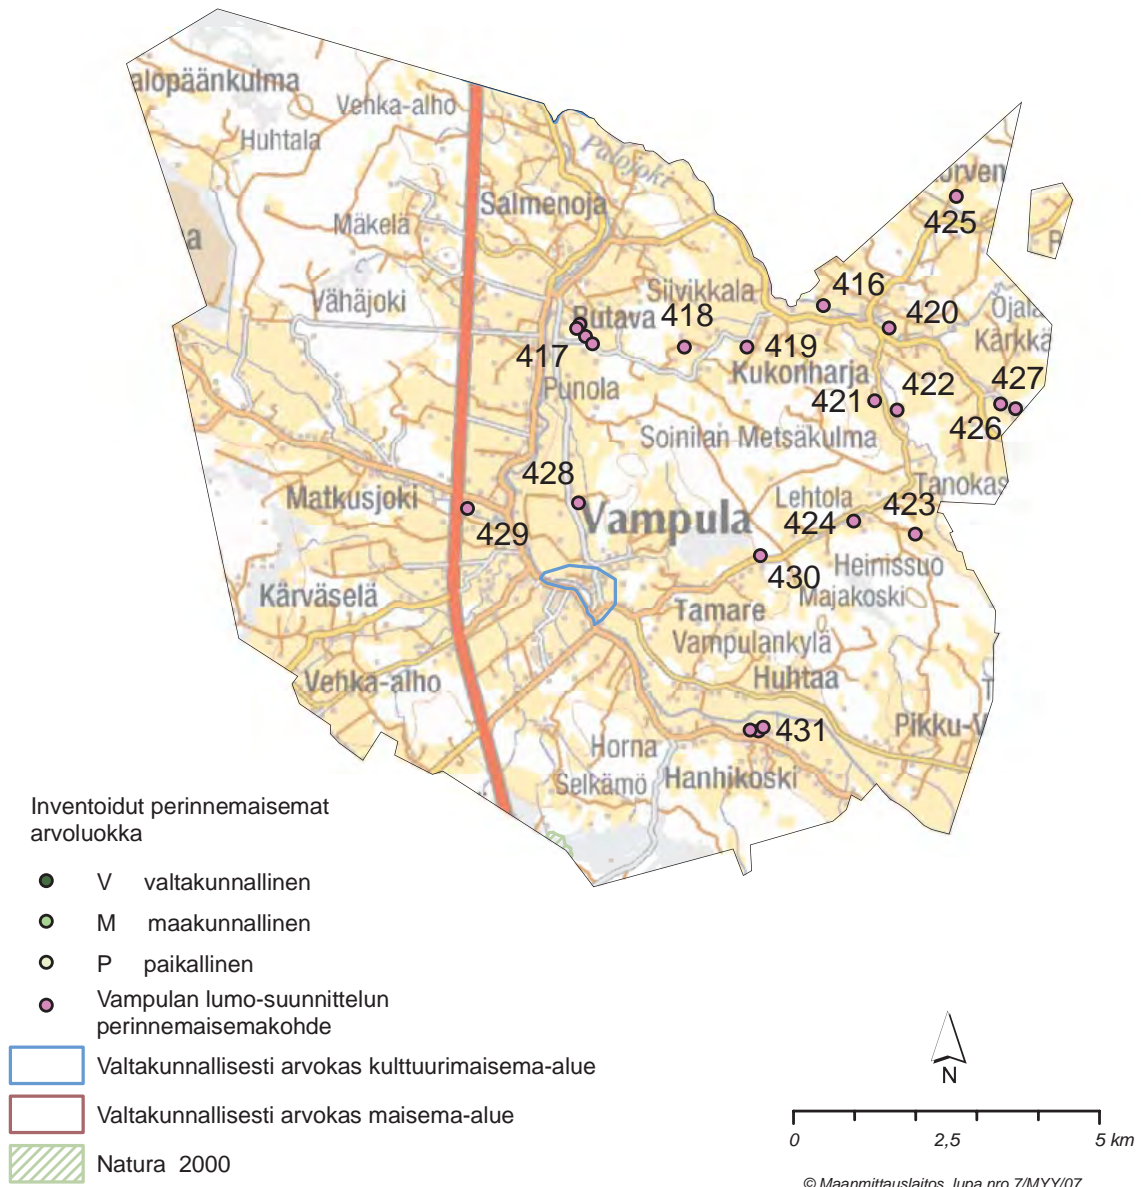 alopäänkulma
Vehka-alho
Huhtala
Palojoki
orven
Salmenoja
425
Mäkelä
a
P
Siivikkala
416
Vähäjoki
Rutava
418
420
Ojala
417
419
Kärkkä
Punola
Kukonharja
427
421
422
Soinilan Metsäkulma
426
428
Tanokas
Matkusjoki
Lehtola
423
Vampula
424
429
Heinissuo
430
Kärväselä
Majakoski
Tamare
Vampulankylä
Huhtaa
Vehka-alho
T
Pikku-V
431
Horna
Selkämö
Hanhikoski
Inventoidut perinnemaisemat
arvoluokka
V valtakunnallinen
M maakunnallinen
P paikallinen
Vampulan lumo-suunnittelun
perinnemaisemakohde
Valtakunnallisesti arvokas kulttuurimaisema-alue
Valtakunnallisesti arvokas maisema-alue
Natura 2000
N
0 2,5 5 km
© Maanmittauslaitos, lupa nro 7/MYY/07